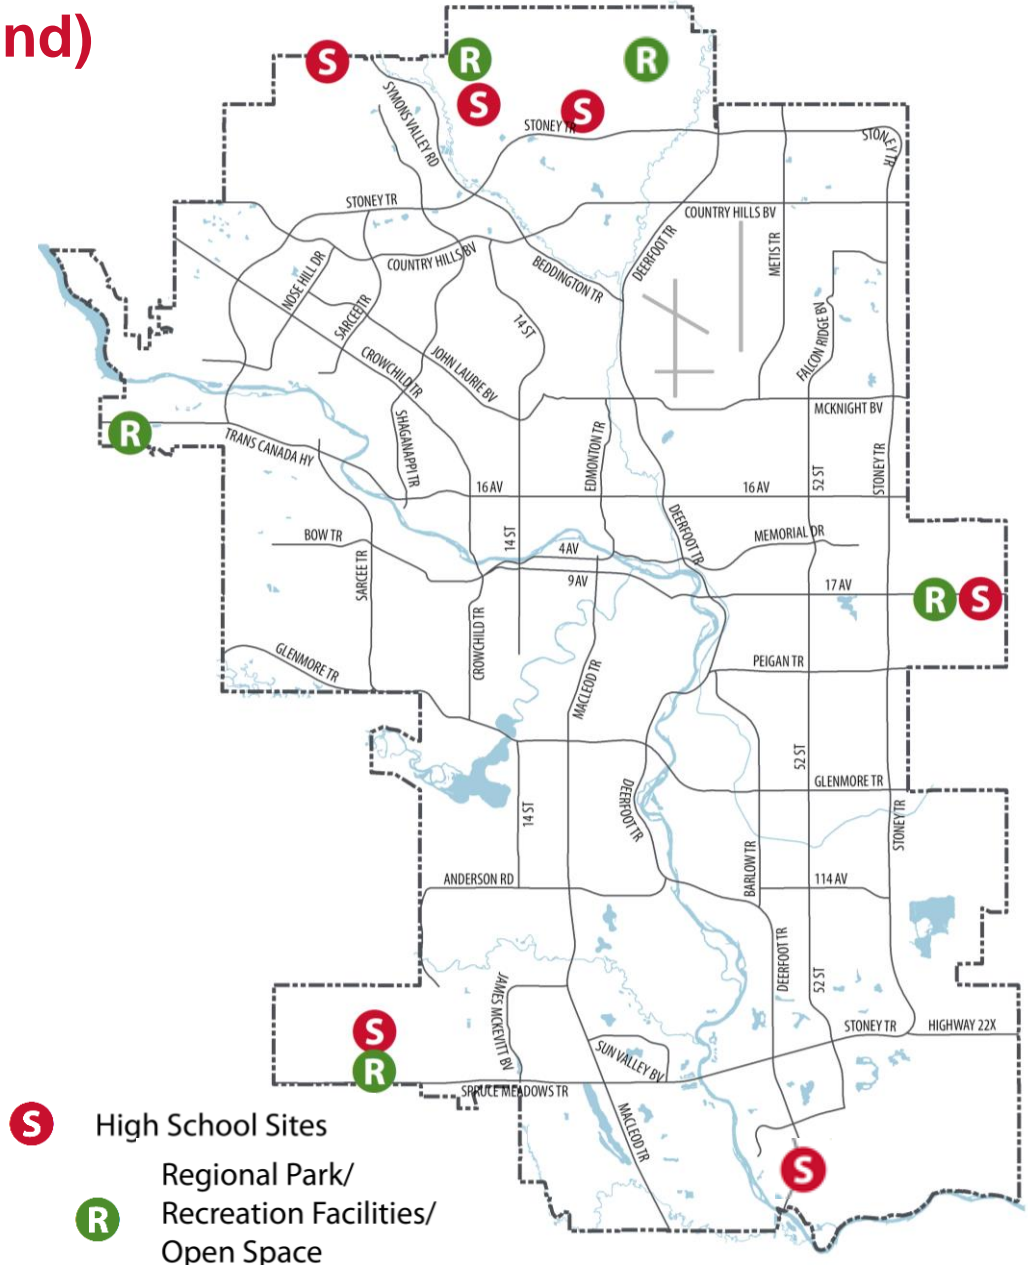 nd)
S
R
R
S
S
SYMONS VALLEY RD
STONEY TR
STONEY TR
STONEY TR
COUNTRY HILLS BV
COUNTRY HILLS BV
DEERFOOT TR
METIS TR
NOSE HILL DR
BEDDINGTON TR
SARCEE TR
14 ST
FALCON RIDGE BV
CROWCHILD TR
JOHN LAURIE BV
MCKNIGHT BV
R
TRANS CANADA HY
SHAGANAPPI TR
EDMONTON TR
52 ST
STONEY TR
16 AV
16 AV
DEERFOOT TR
BOW TR
14 ST
4 AV
MEMORIAL DR
SARCEE TR
9 AV
17 AV
R
S
CROWCHILD TR
GLENMORE TR
MACLEOD TR
PEIGAN TR
52 ST
GLENMORE TR
14 ST
DEERFOOT TR
STONEY TR
BARLOW TR
ANDERSON RD
114 AV
DEERFOOT TR
52 ST
JAMES MCKEVITT BV
S
STONEY TR
HIGHWAY 22X
R
SUN VALLEY BV
SPRUCE MEADOWS TR
MACLEOD TR
S
S High School Sites
Regional Park/
R Recreation Facilities/
Open Space